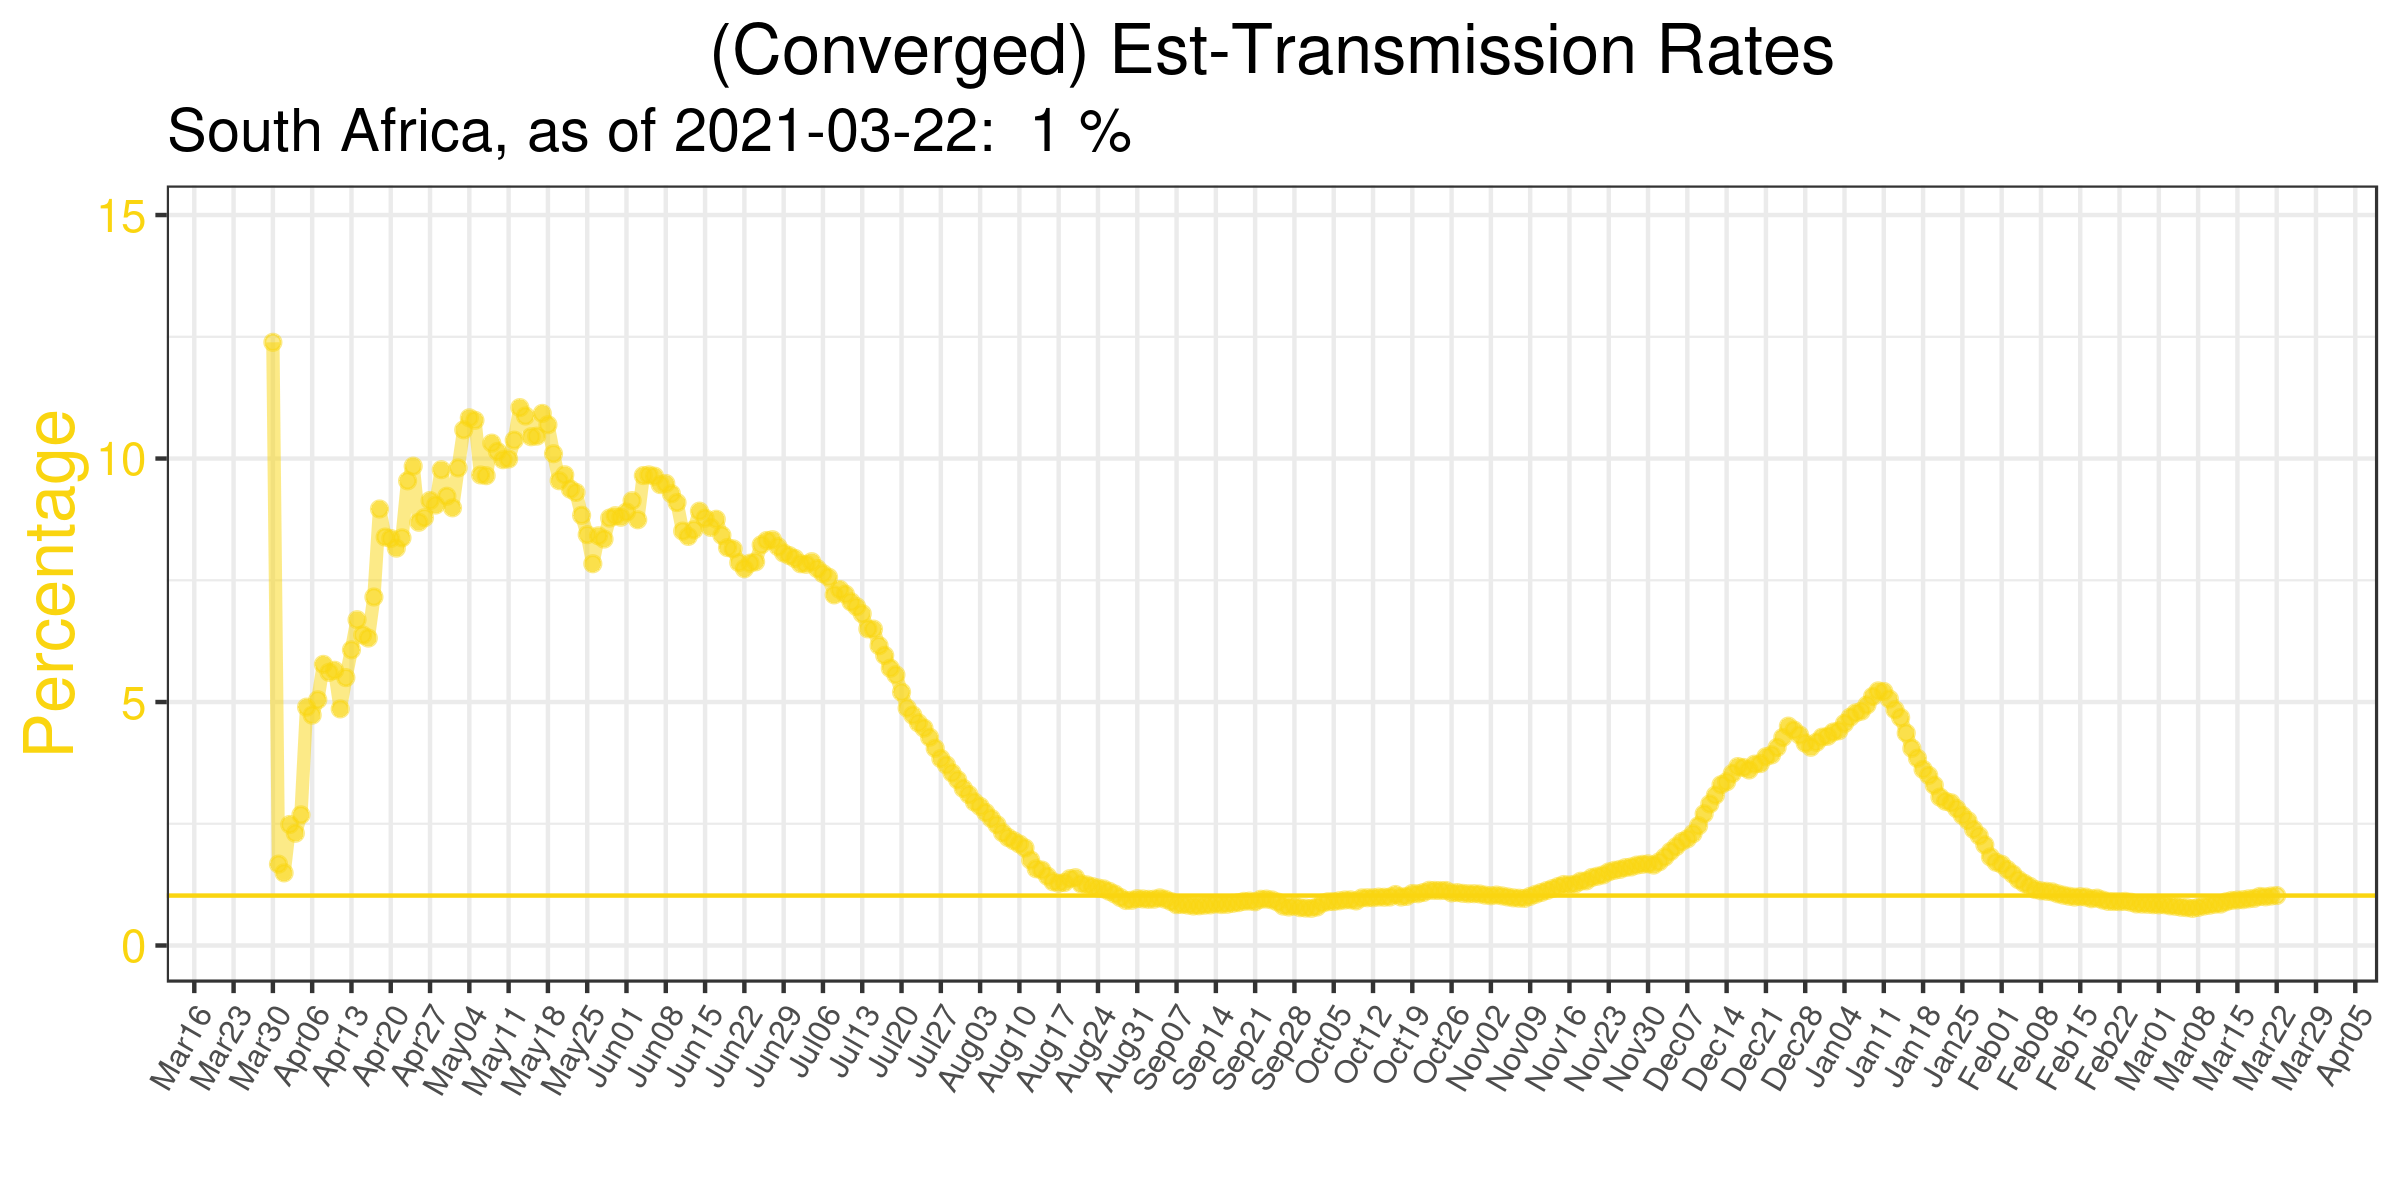 (Converged) Est-Transmission Rates
South Africa, as of 2021-03-22:  1 %
Percentage
15
10
5
0
Mar16
Mar23
Mar30
Apr06
Apr13
Apr20
Apr27
May04
May11
May18
May25
Jun01
Jun08
Jun15
Jun22
Jun29
Jul06
Jul13
Jul20
Jul27
Aug03
Aug10
Aug17
Aug24
Aug31
Sep07
Sep14
Sep21
Sep28
Oct05
Oct12
Oct19
Oct26
Nov02
Nov09
Nov16
Nov23
Nov30
Dec07
Dec14
Dec21
Dec28
Jan04
Jan11
Jan18
Jan25
Feb01
Feb08
Feb15
Feb22
Mar01
Mar08
Mar15
Mar22
Mar29
Apr05